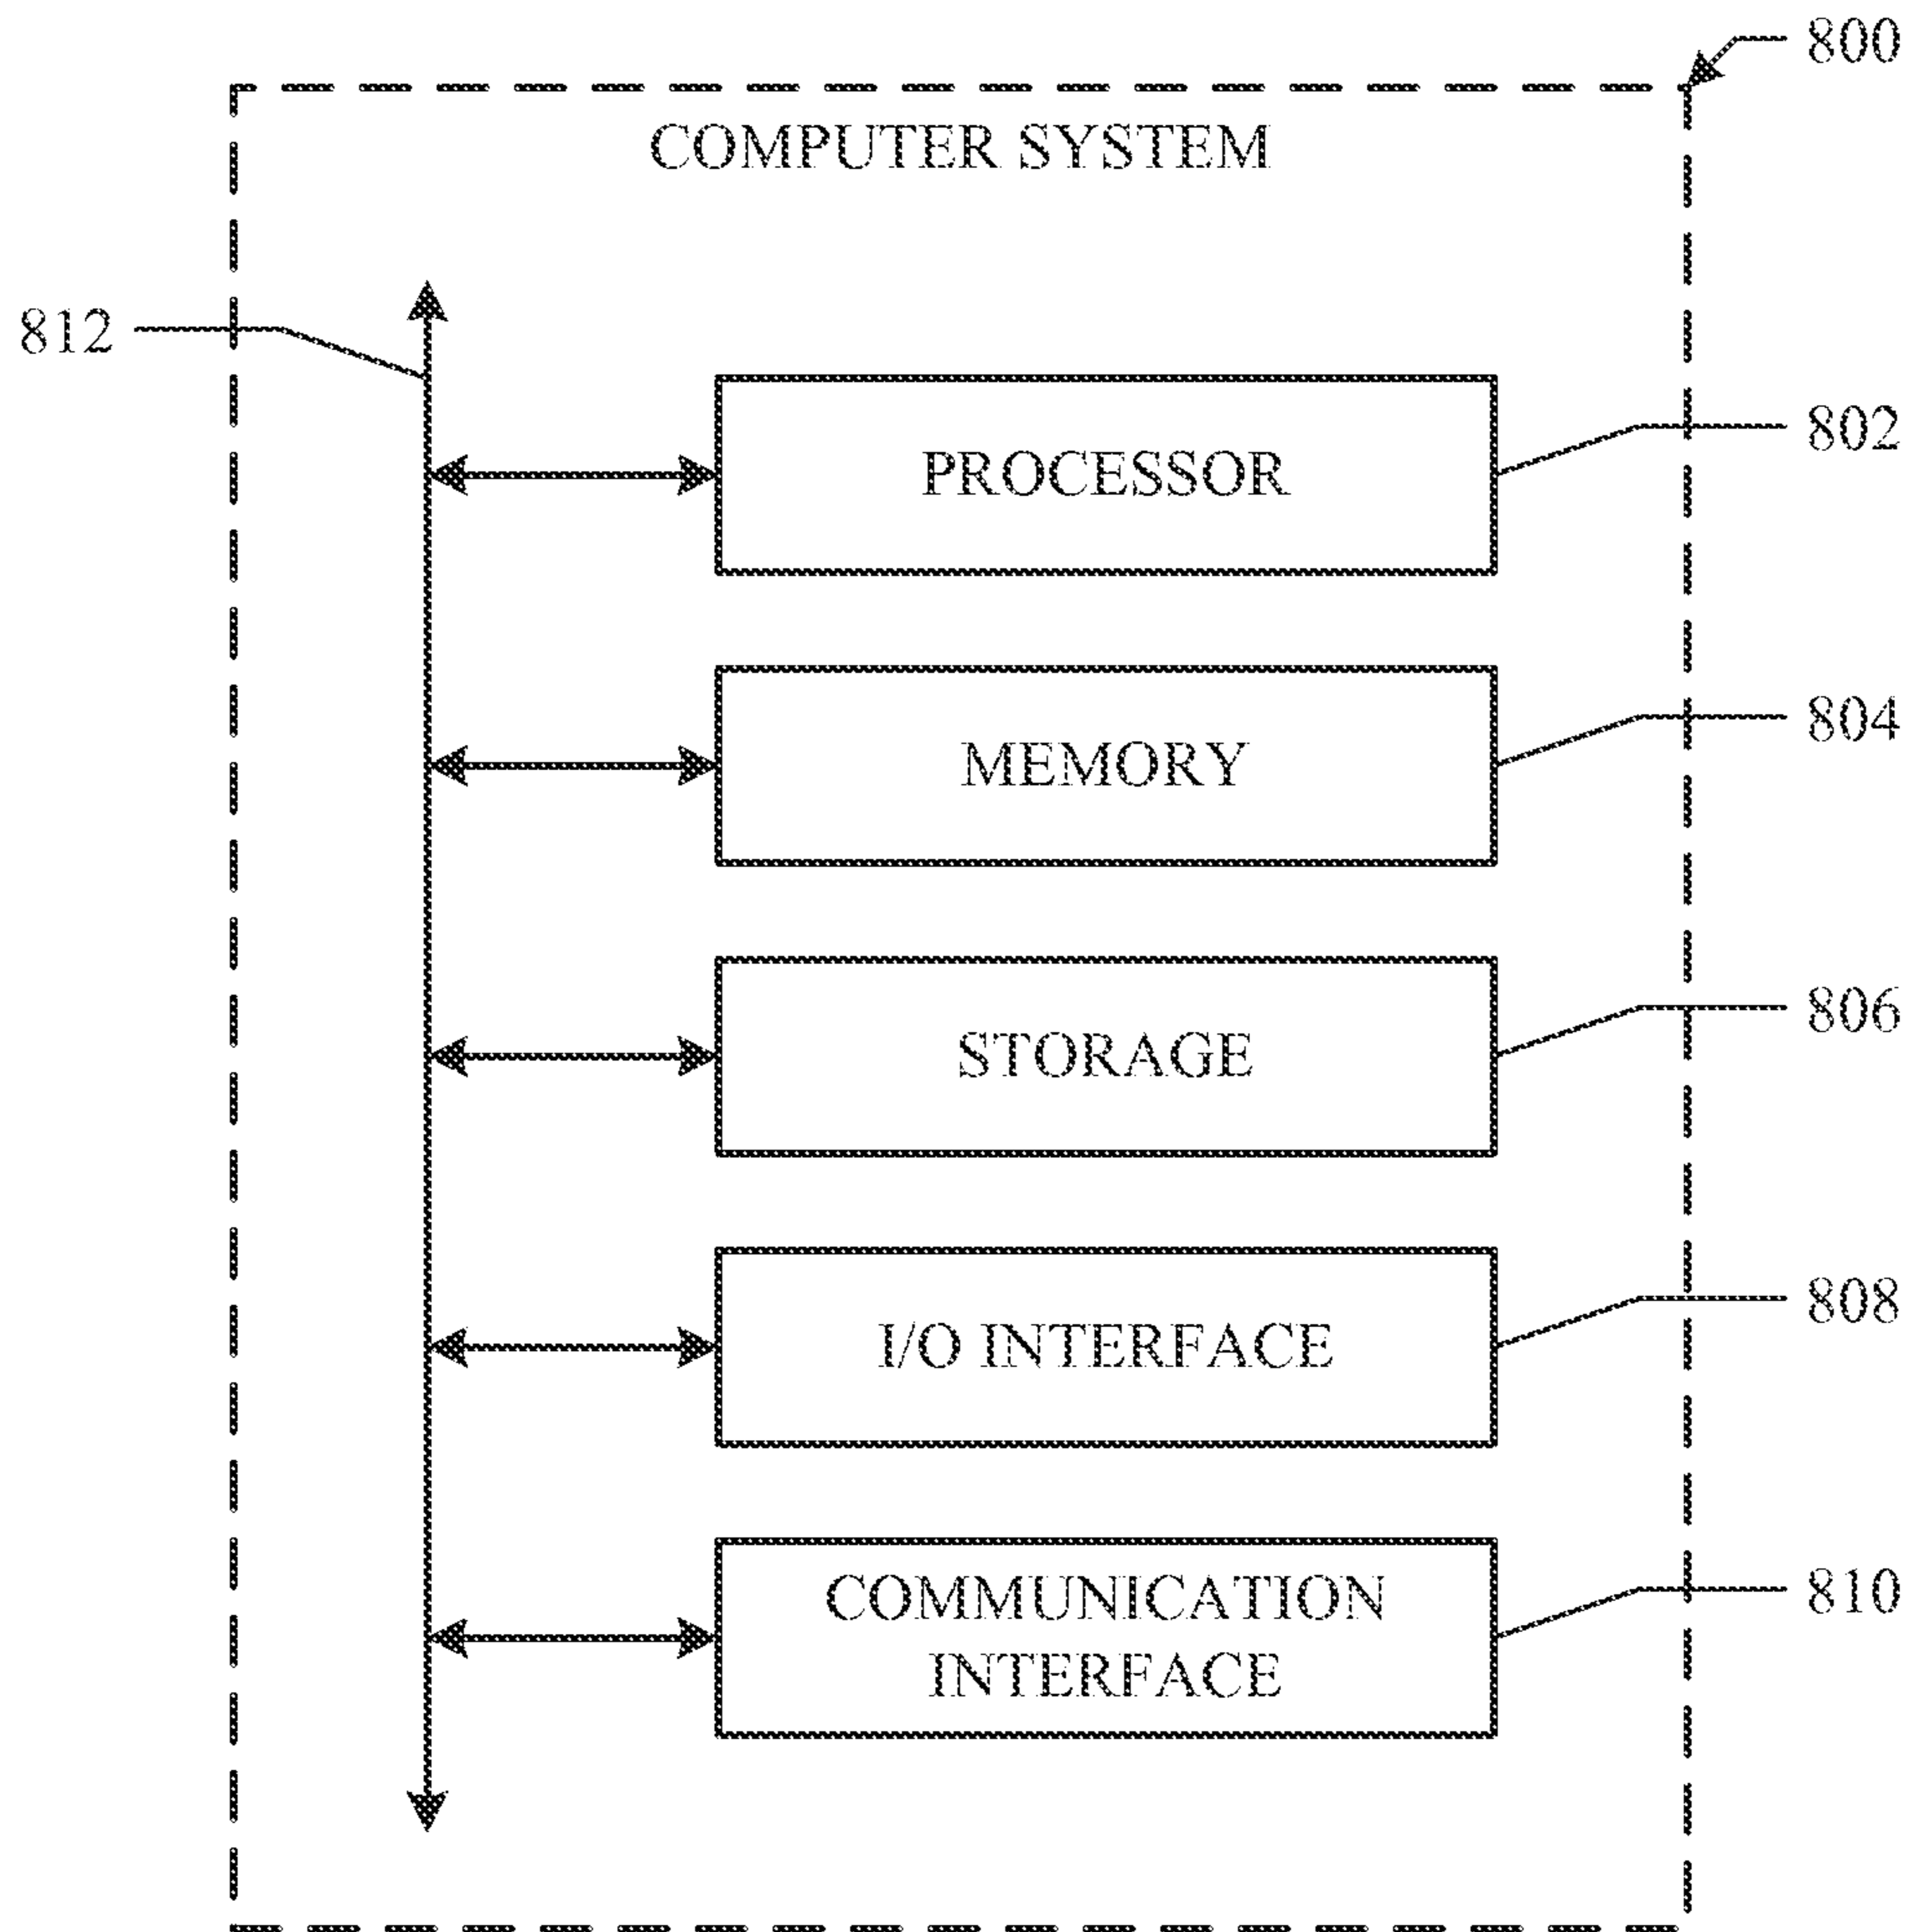 800
COMPUTER SYSTEM
812
PROCESSOR
802
MEMORY
804
STORAGE
806
I/O INTERFACE
808
COMMUNICATION
INTERFACE
810